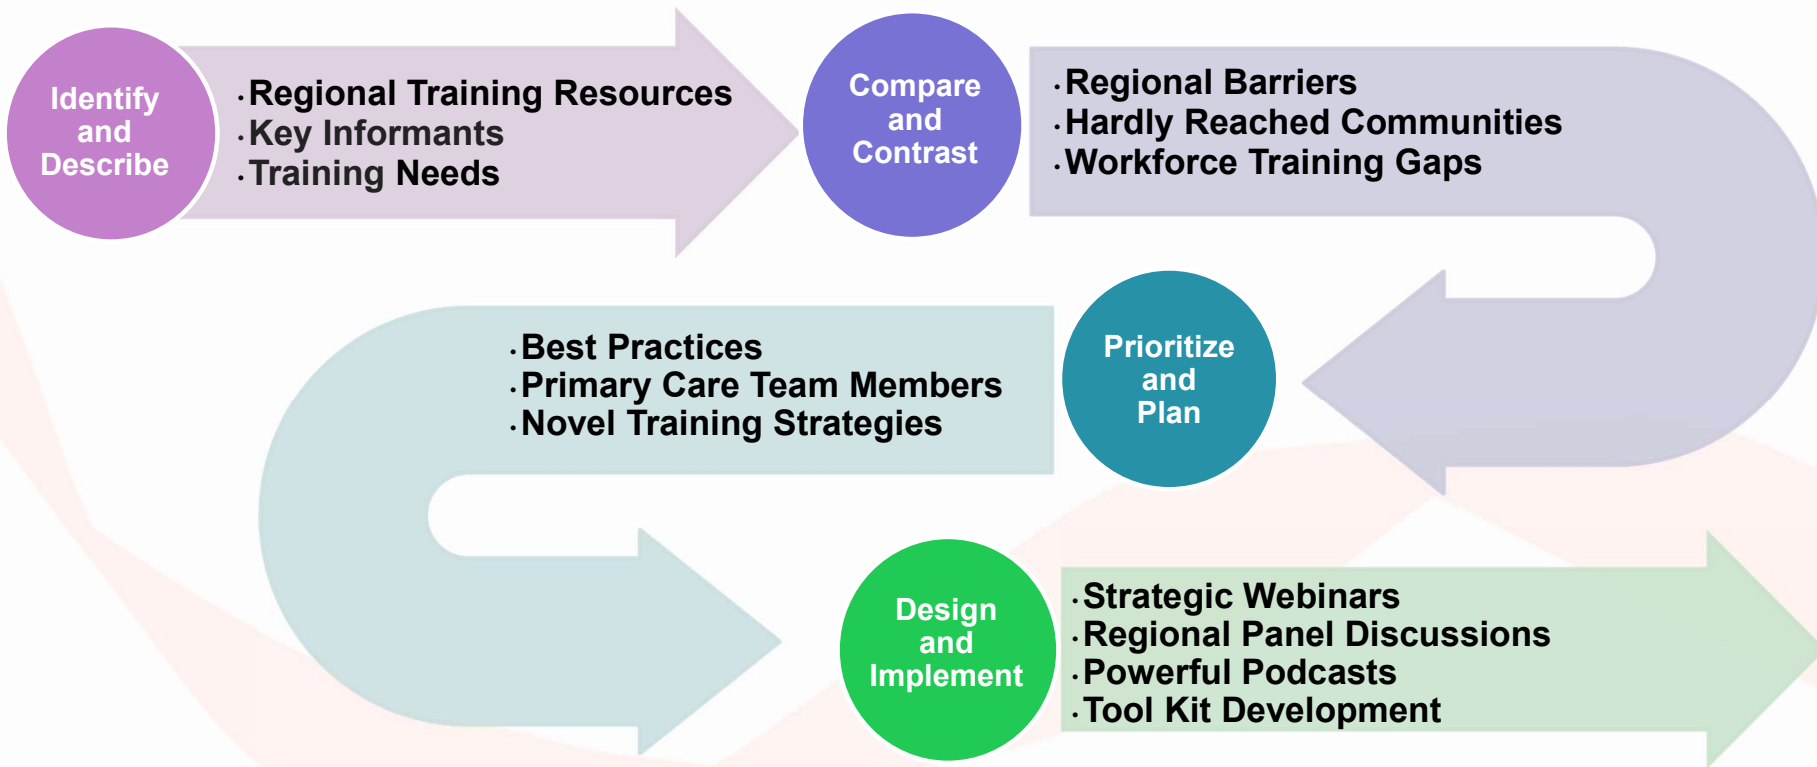 Identify
and
Describe
·Regional Training Resources
·Key Informants
·Training Needs
Compare
and
Contrast
·Regional Barriers
·Hardly Reached Communities
·Workforce Training Gaps
Prioritize
and
Plan
·Best Practices
·Primary Care Team Members
·Novel Training Strategies
Design
and
Implement
·Strategic Webinars
·Regional Panel Discussions
·Powerful Podcasts
·Tool Kit Development